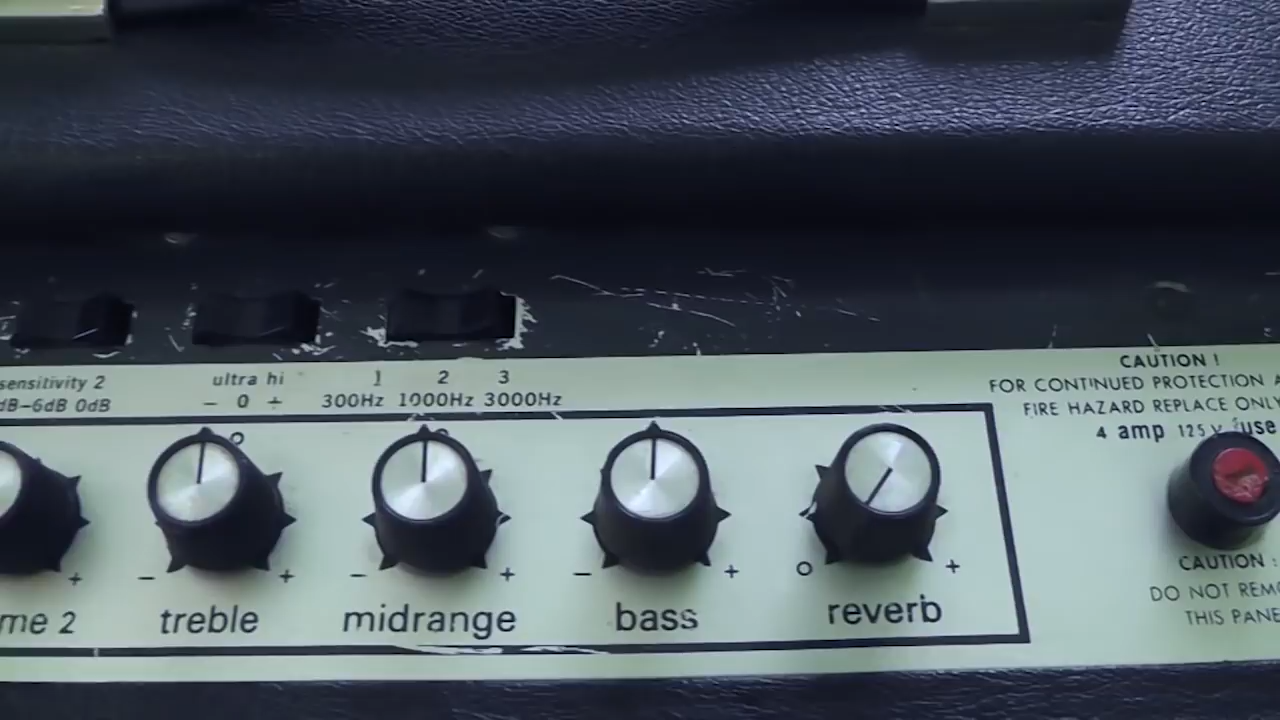 sensitivity 2
dB-6dB 0dB
ultra hi
- 0 +
1 2 3
300Hz 1000Hz 3000Hz
CAUTION !
FOR CONTINUED PROTECTION
FIRE HAZARD REPLACE ONLY
4 amp 125 v fuse
+
- +
- +
- +
O +
me 2
treble
midrange
bass
reverb
CAUTION :
DO NOT REMO
THIS PANE